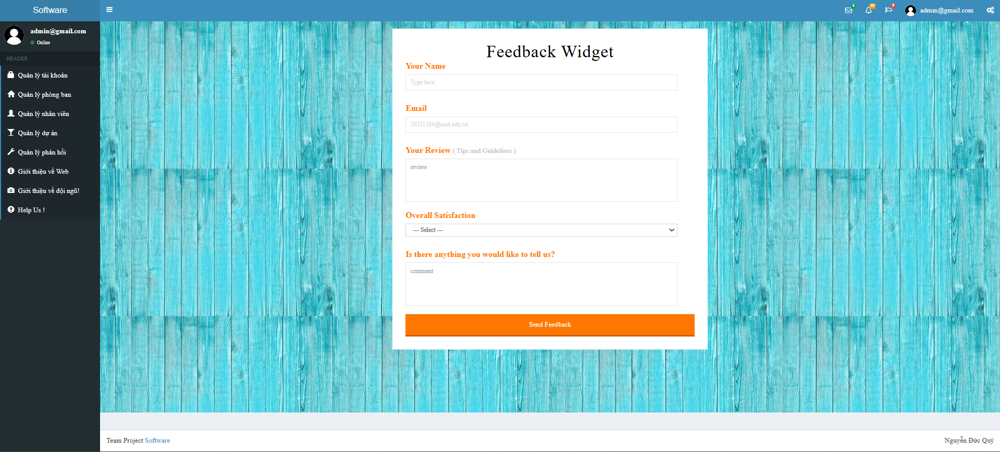 Software
4
10
9
admin@gmail.com
admin@gmail.com
Online
HEADER
Quản lý tài khoản
Quản lý phòng ban
Quản lý nhân viên
Quản lý dự án
Quản lý phản hồi
Giới thiệu về Web
Giới thiệu về đội ngũ!
Help Us !
Feedback Widget
Your Name
Type here
Email
20211284@eaut.edu.vn
Your Review ( Tips and Guidelines )
review
Overall Satisfaction
--- Select ---
Is there anything you would like to tell us?
comment
Send Feedback
Team Project Software
Nguyễn Đức Quý